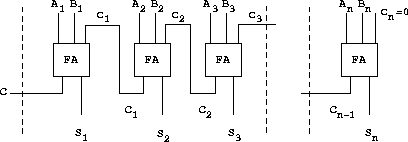 A1 B1 C1 A2 B2 C2 A3 B3 C3 An Bn Cn=0
FA FA FA FA
C
C1 C2 Cn-1
S1 S2 S3 Sn